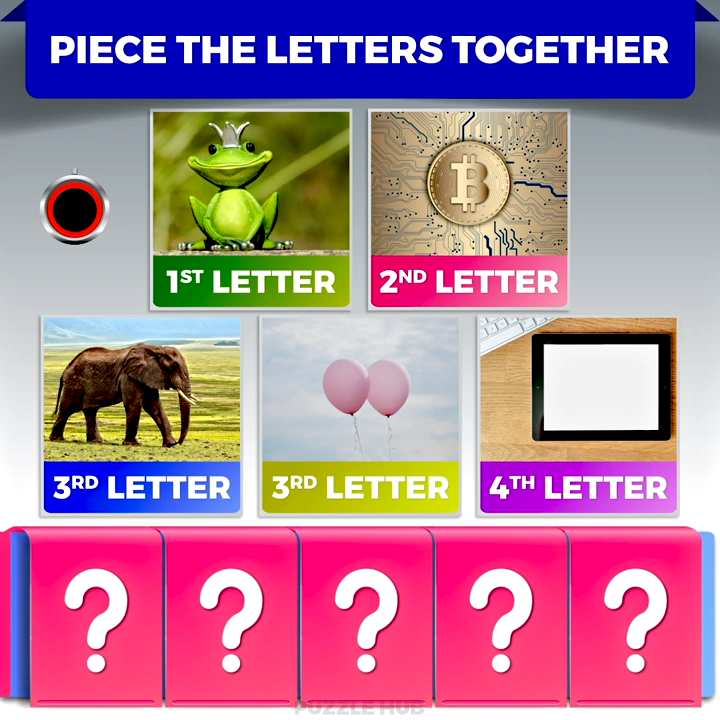 PIECE THE LETTERS TOGETHER
1ST LETTER
2ND LETTER
3RD LETTER
3RD LETTER
4TH LETTER
? ? ? ? ?
PUZZLE HUB